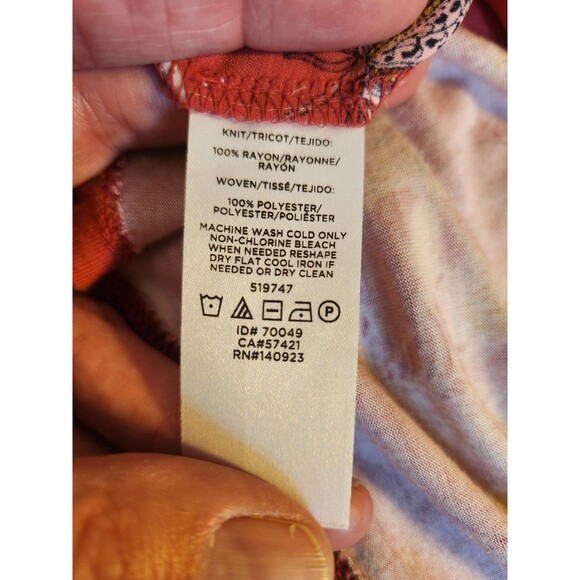 KNIT/TRICOT/TEJIDO:
100% RAYON/RAYONNE/
RAYÓN
WOVEN/TISSÉ/TEJIDO:
100% POLYESTER/
POLYESTER/POLIÉSTER
MACHINE WASH COLD ONLY
NON-CHLORINE BLEACH
WHEN NEEDED RESHAPE
DRY FLAT COOL IRON IF
NEEDED OR DRY CLEAN
519747
P
ID# 70049
CA#57421
RN#140923